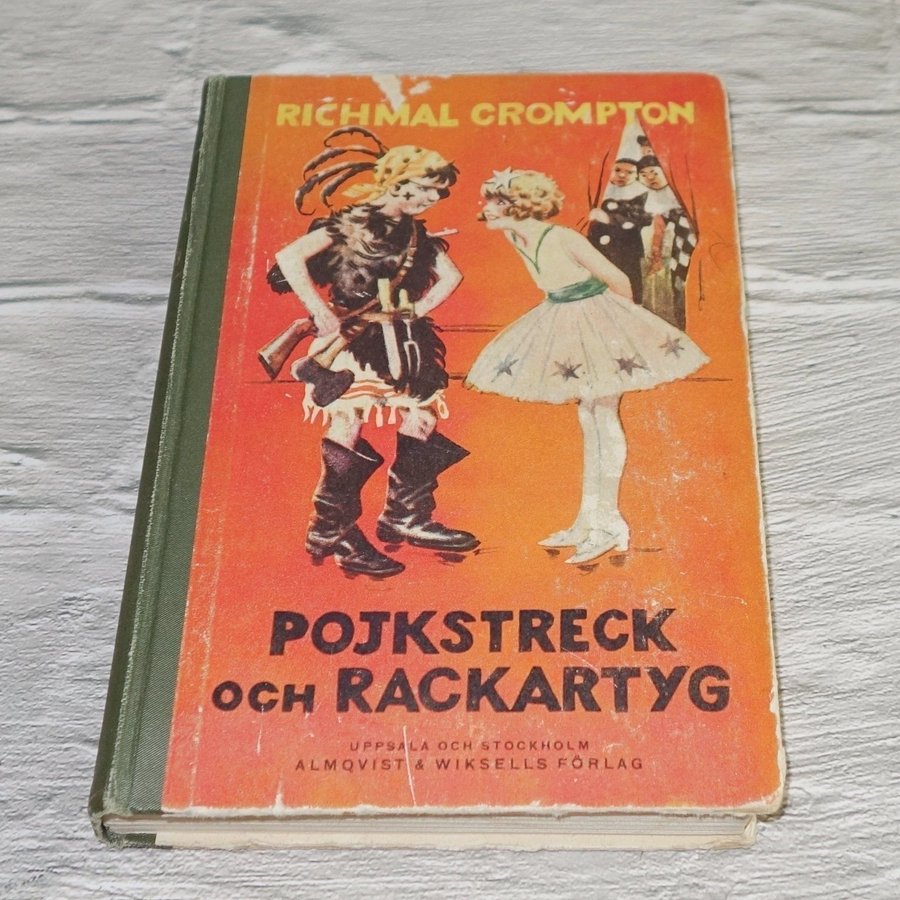 RICHMAL CROMPTON
POJKSTRECK
OCH RACKARTYG
UPPSALA OCH STOCKHOLM
ALMQVIST & WIKSELLS FÖRLAG